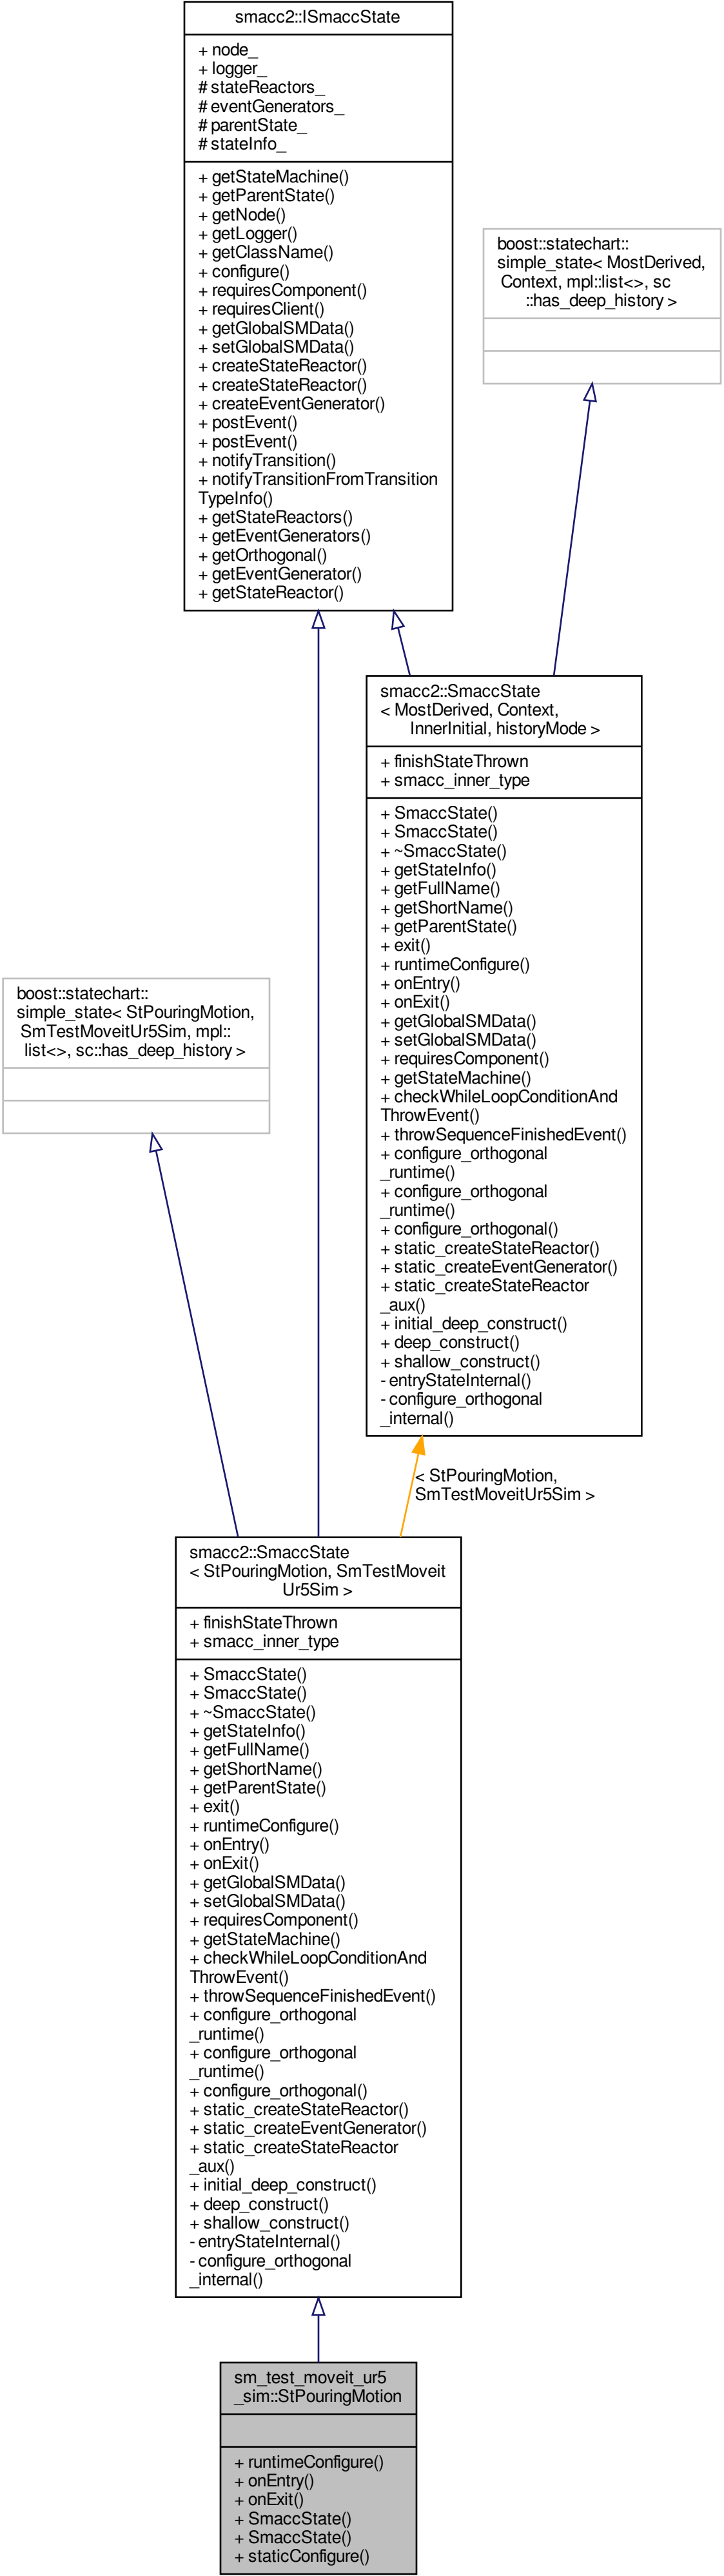 smacc2::ISmaccState
+ node_
+ logger_
# stateReactors_
# eventGenerators_
# parentState_
# stateInfo_
+ getStateMachine()
+ getParentState()
+ getNode()
+ getLogger()
+ getClassName()
+ configure()
+ requiresComponent()
+ requiresClient()
+ getGlobalSMData()
+ setGlobalSMData()
+ createStateReactor()
+ createStateReactor()
+ createEventGenerator()
+ postEvent()
+ postEvent()
+ notifyTransition()
+ notifyTransitionFromTransition
TypeInfo()
+ getStateReactors()
+ getEventGenerators()
+ getOrthogonal()
+ getEventGenerator()
+ getStateReactor()
boost::statechart::
simple_state< MostDerived,
Context, mpl::list<>, sc
::has_deep_history >
smacc2::SmaccState
< MostDerived, Context,
InnerInitial, historyMode >
+ finishStateThrown
+ smacc_inner_type
+ SmaccState()
+ SmaccState()
+ ~SmaccState()
+ getStateInfo()
+ getFullName()
+ getShortName()
+ getParentState()
+ exit()
+ runtimeConfigure()
+ onEntry()
+ onExit()
+ getGlobalSMData()
+ setGlobalSMData()
+ requiresComponent()
+ getStateMachine()
+ checkWhileLoopConditionAnd
ThrowEvent()
+ throwSequenceFinishedEvent()
+ configure_orthogonal
_runtime()
+ configure_orthogonal
_runtime()
+ configure_orthogonal()
+ static_createStateReactor()
+ static_createEventGenerator()
+ static_createStateReactor
_aux()
+ initial_deep_construct()
+ deep_construct()
+ shallow_construct()
- entryStateInternal()
- configure_orthogonal
_internal()
boost::statechart::
simple_state< StPouringMotion,
SmTestMoveitUr5Sim, mpl::
list<>, sc::has_deep_history >
< StPouringMotion,
SmTestMoveitUr5Sim >
smacc2::SmaccState
< StPouringMotion, SmTestMoveit
Ur5Sim >
+ finishStateThrown
+ smacc_inner_type
+ SmaccState()
+ SmaccState()
+ ~SmaccState()
+ getStateInfo()
+ getFullName()
+ getShortName()
+ getParentState()
+ exit()
+ runtimeConfigure()
+ onEntry()
+ onExit()
+ getGlobalSMData()
+ setGlobalSMData()
+ requiresComponent()
+ getStateMachine()
+ checkWhileLoopConditionAnd
ThrowEvent()
+ throwSequenceFinishedEvent()
+ configure_orthogonal
_runtime()
+ configure_orthogonal
_runtime()
+ configure_orthogonal()
+ static_createStateReactor()
+ static_createEventGenerator()
+ static_createStateReactor
_aux()
+ initial_deep_construct()
+ deep_construct()
+ shallow_construct()
- entryStateInternal()
- configure_orthogonal
_internal()
sm_test_moveit_ur5
_sim::StPouringMotion
+ runtimeConfigure()
+ onEntry()
+ onExit()
+ SmaccState()
+ SmaccState()
+ staticConfigure()